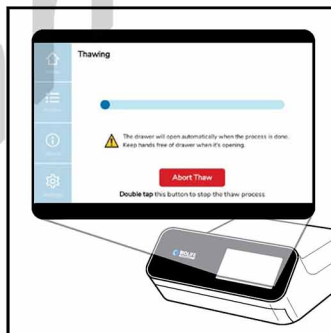 Thawing
The drawer will open automatically when the process is done.
Keep hands free of drawer when it's opening.
Abort Thaw
Double tap this button to stop the thaw process